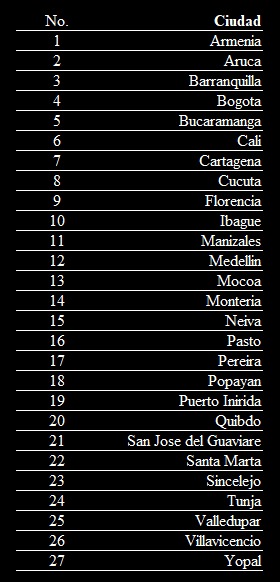 No. Ciudad
1 Armenia
2 Aruca
3 Barranquilla
4 Bogota
5 Bucaramanga
6 Cali
7 Cartagena
8 Cucuta
9 Florencia
10 Ibague
11 Manizales
12 Medellin
13 Mocoa
14 Monteria
15 Neiva
16 Pasto
17 Pereira
18 Popayan
19 Puerto Inirida
20 Quibdo
21 San Jose del Guaviare
22 Santa Marta
23 Sincelejo
24 Tunja
25 Valledupar
26 Villavicencio
27 Yopal